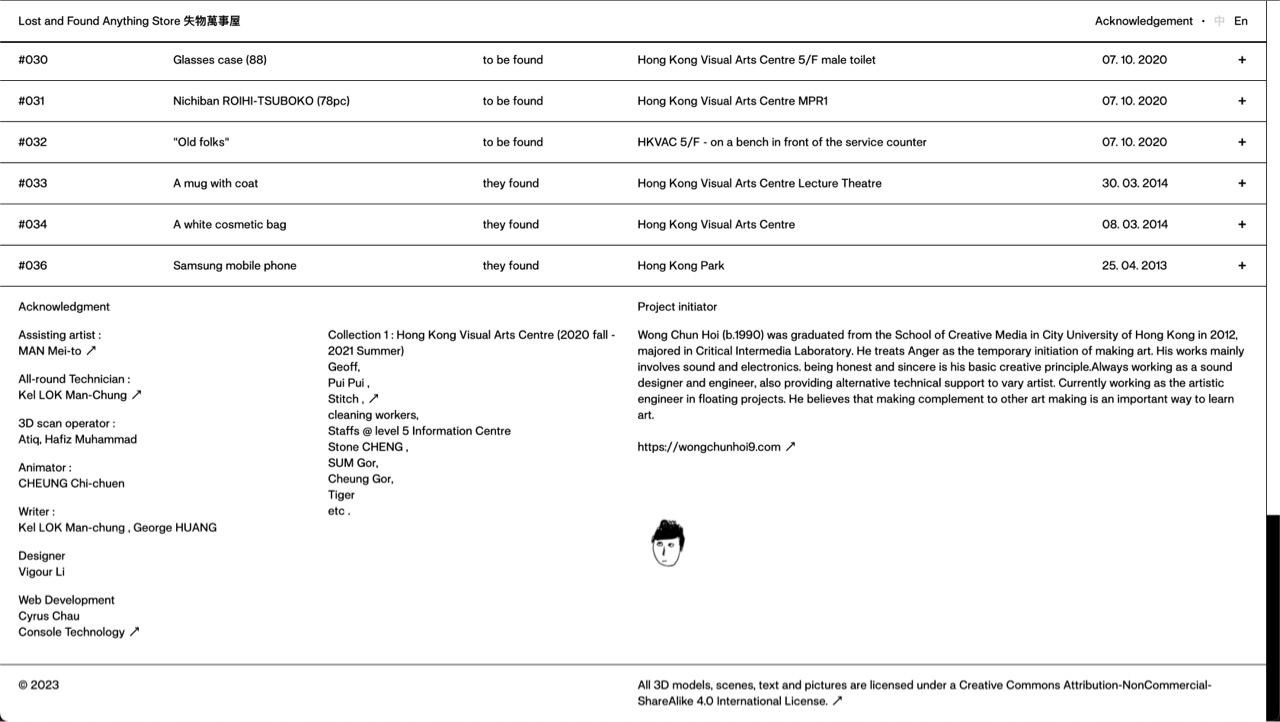 Lost and Found Anything Store 失物萬事屋
Acknowledgement · 中 En
#030 Glasses case (88) to be found Hong Kong Visual Arts Centre 5/F male toilet 07. 10. 2020 +
#031 Nichiban ROIHI-TSUBOKO (78pc) to be found Hong Kong Visual Arts Centre MPR1 07. 10. 2020 +
#032 "Old folks" to be found HKVAC 5/F - on a bench in front of the service counter 07. 10. 2020 +
#033 A mug with coat they found Hong Kong Visual Arts Centre Lecture Theatre 30. 03. 2014 +
#034 A white cosmetic bag they found Hong Kong Visual Arts Centre 08. 03. 2014 +
#036 Samsung mobile phone they found Hong Kong Park 25. 04. 2013 +
Acknowledgment
Assisting artist :
MAN Mei-to ↗
All-round Technician :
Kel LOK Man-Chung ↗
3D scan operator :
Atiq, Hafiz Muhammad
Animator :
CHEUNG Chi-chuen
Writer :
Kel LOK Man-chung , George HUANG
Designer
Vigour Li
Web Development
Cyrus Chau
Console Technology ↗
Collection 1 : Hong Kong Visual Arts Centre (2020 fall -
2021 Summer)
Geoff,
Pui Pui ,
Stitch , ↗
cleaning workers,
Staffs @ level 5 Information Centre
Stone CHENG ,
SUM Gor,
Cheung Gor,
Tiger
etc .
Project initiator
Wong Chun Hoi (b.1990) was graduated from the School of Creative Media in City University of Hong Kong in 2012,
majored in Critical Intermedia Laboratory. He treats Anger as the temporary initiation of making art. His works mainly
involves sound and electronics. being honest and sincere is his basic creative principle.Always working as a sound
designer and engineer, also providing alternative technical support to vary artist. Currently working as the artistic
engineer in floating projects. He believes that making complement to other art making is an important way to learn
art.
https://wongchunhoi9.com ↗
© 2023
All 3D models, scenes, text and pictures are licensed under a Creative Commons Attribution-NonCommercial-
ShareAlike 4.0 International License. ↗